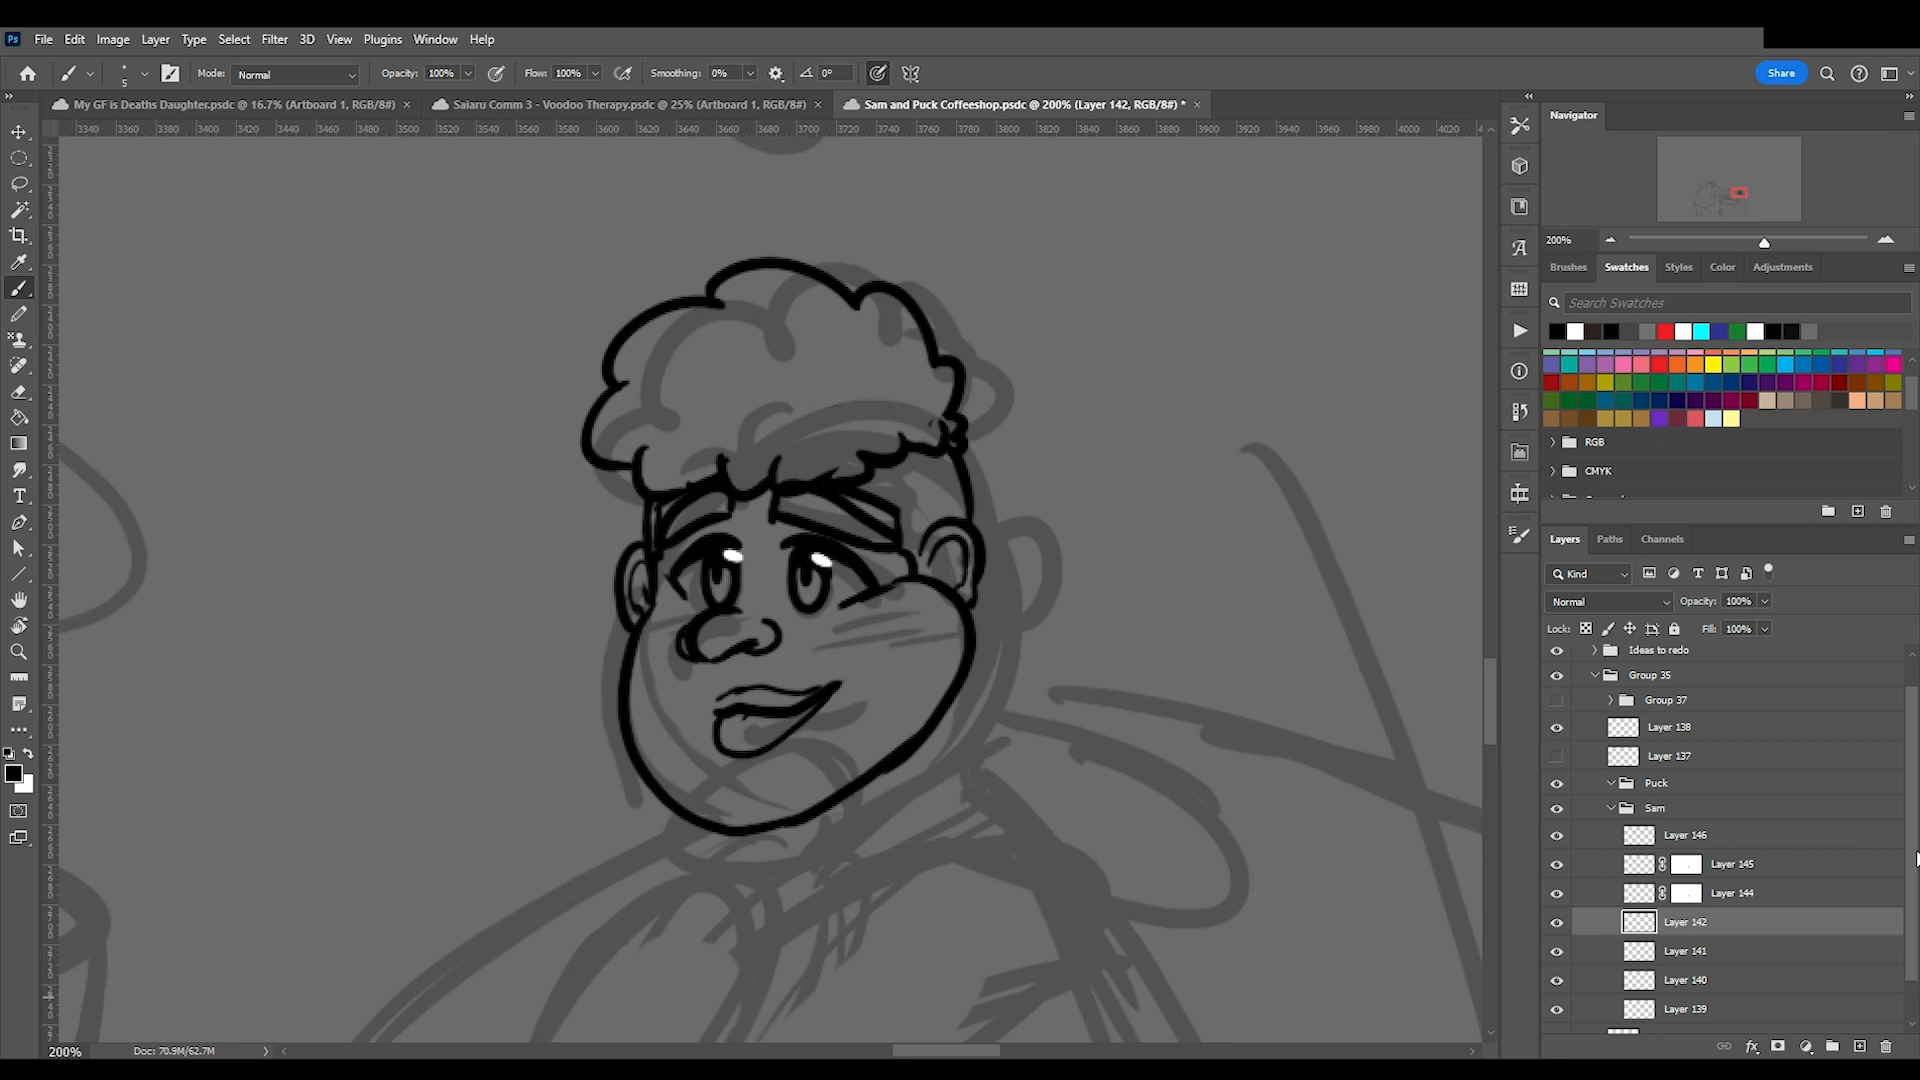 Ps File Edit Image Layer Type Select Filter 3D View Plugins Window Help
5 Mode: Normal Opacity: 100% Flow: 100% Smoothing: 0% 0° Share
My GF is Deaths Daughter.psdc @ 16.7% (Artboard 1, RGB/8#) × Saiaru Comm 3 - Voodoo Therapy.psdc @ 25% (Artboard 1, RGB/8#) × Sam and Puck Coffeeshop.psdc @ 200% (Layer 142, RGB/8#) * ×
3340 3360 3380 3400 3420 3440 3460 3480 3500 3520 3540 3560 3580 3600 3620 3640 3660 3680 3700 3720 3740 3760 3780 3800 3820 3840 3860 3880 3900 3920 3940 3960 3980 4000 4020
Navigator
200%
Brushes Swatches Styles Color Adjustments
Search Swatches
RGB
CMYK
Layers Paths Channels
Kind
Normal Opacity: 100%
Lock: Fill: 100%
Ideas to redo
Group 35
Group 37
Layer 138
Layer 137
Puck
Sam
Layer 146
Layer 145
Layer 144
Layer 142
Layer 141
Layer 140
Layer 139
200% Doc: 70.9M/62.7M